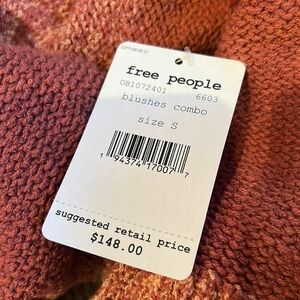 free people
OB1072401 6603
blushes combo
size S
1 94374 17007 7
suggested retail price
$148.00